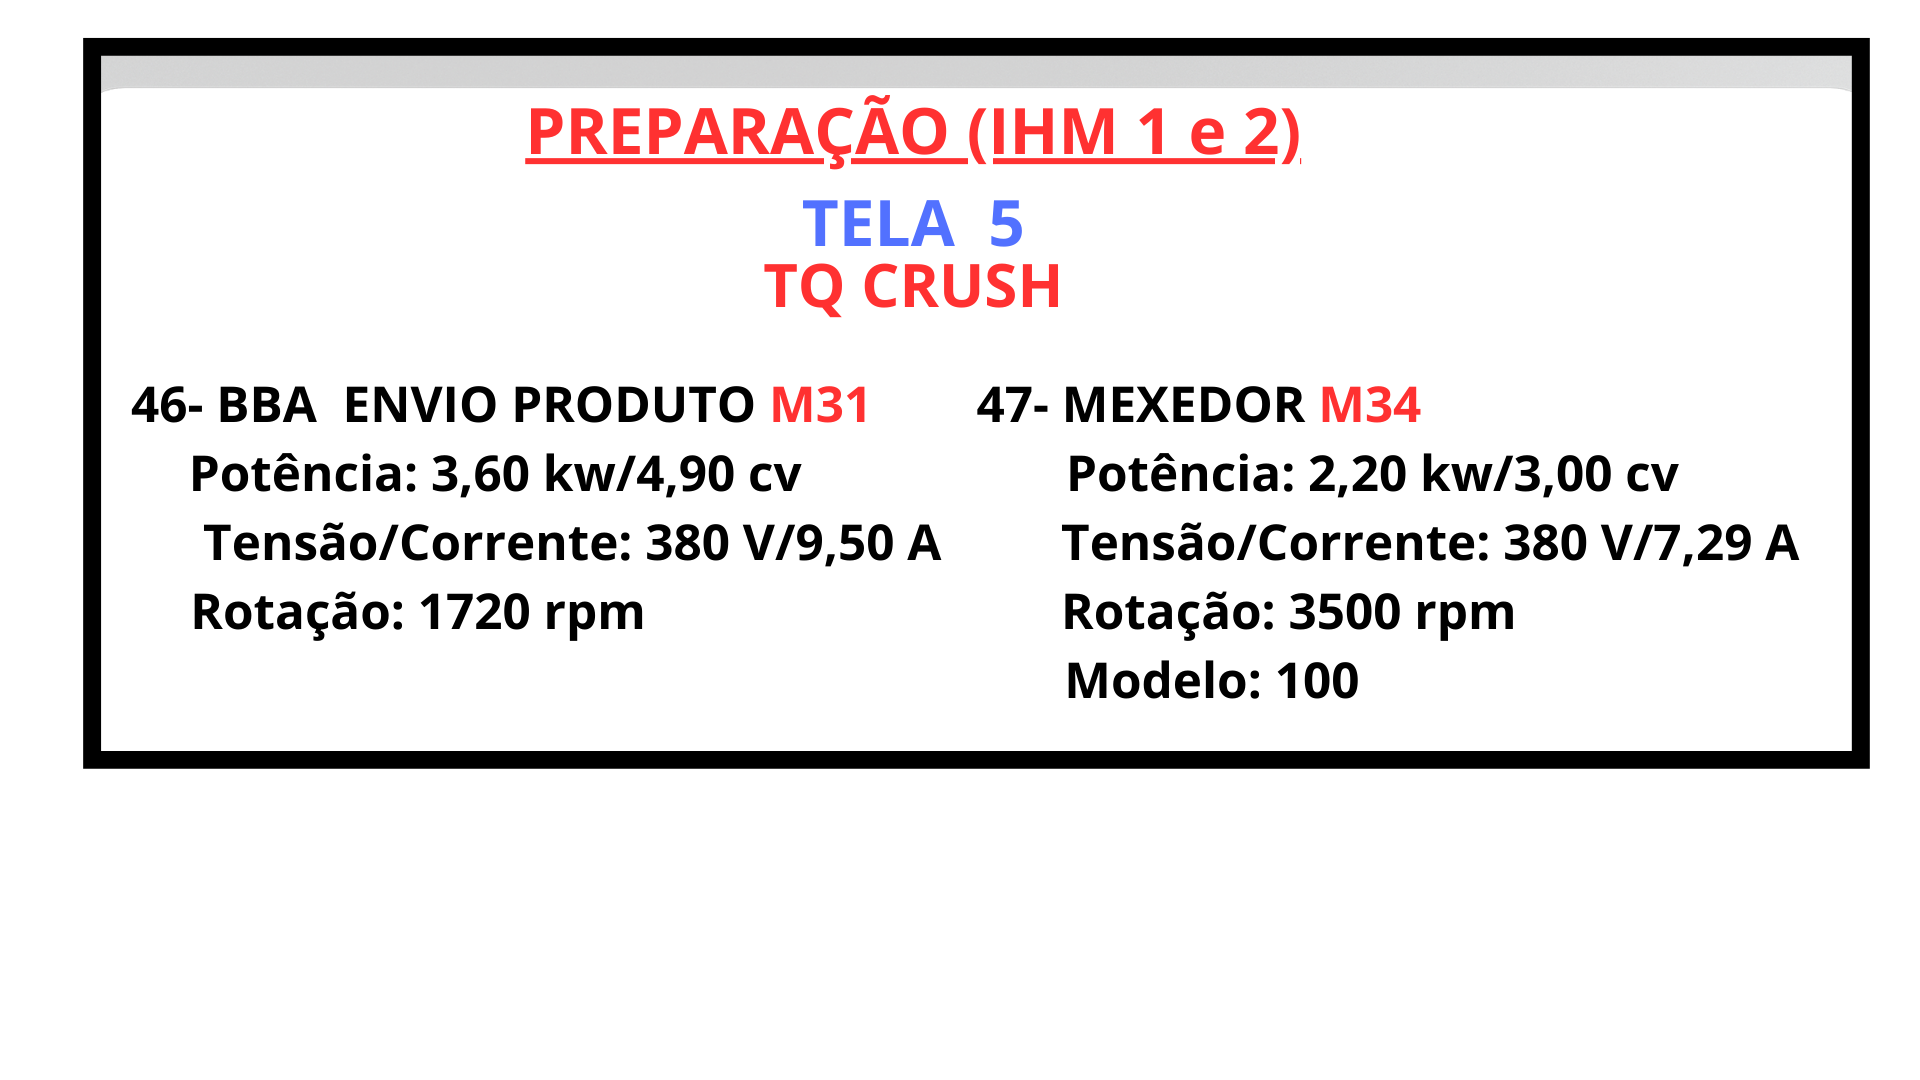 PREPARAÇÃO (IHM 1 e 2)
TELA 5
TQ CRUSH
46- BBA ENVIO PRODUTO M31
Potência: 3,60 kw/4,90 cv
Tensão/Corrente: 380 V/9,50 A
Rotação: 1720 rpm
47- MEXEDOR M34
Potência: 2,20 kw/3,00 cv
Tensão/Corrente: 380 V/7,29 A
Rotação: 3500 rpm
Modelo: 100